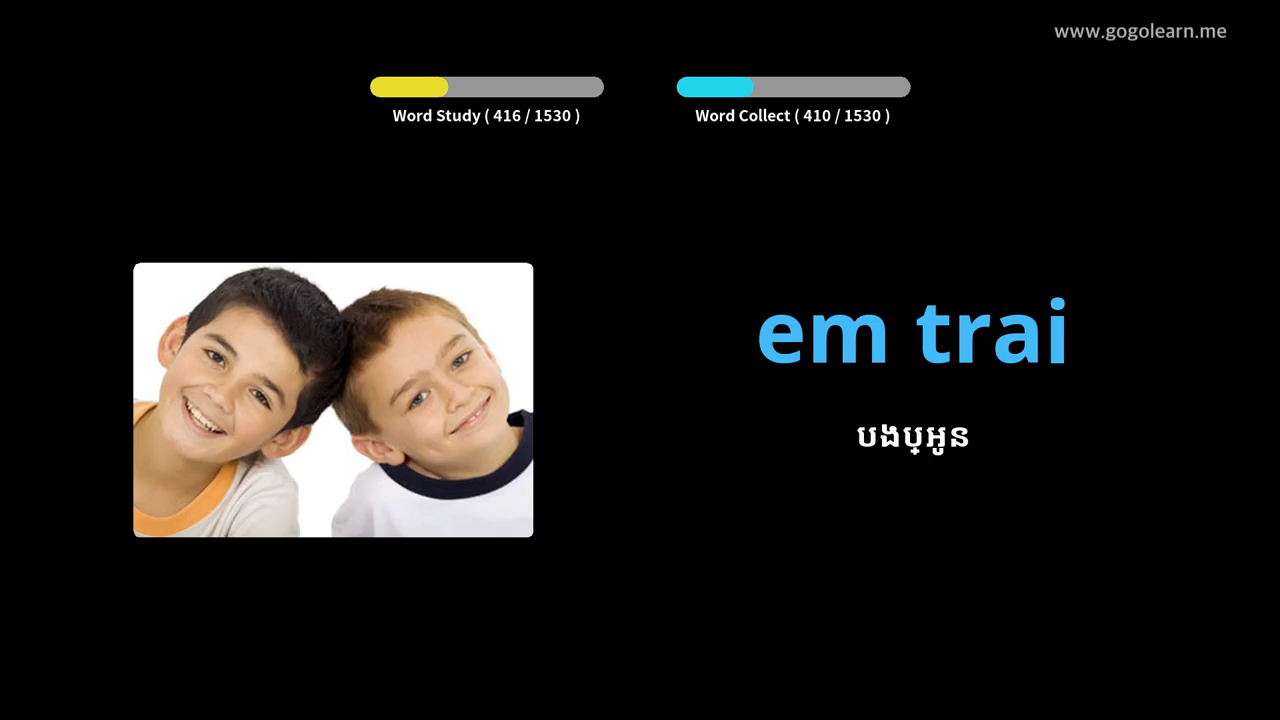 www.gogolearn.me
Word Study ( 416 / 1530 )
Word Collect ( 410 / 1530 )
em trai
បងប្អូន